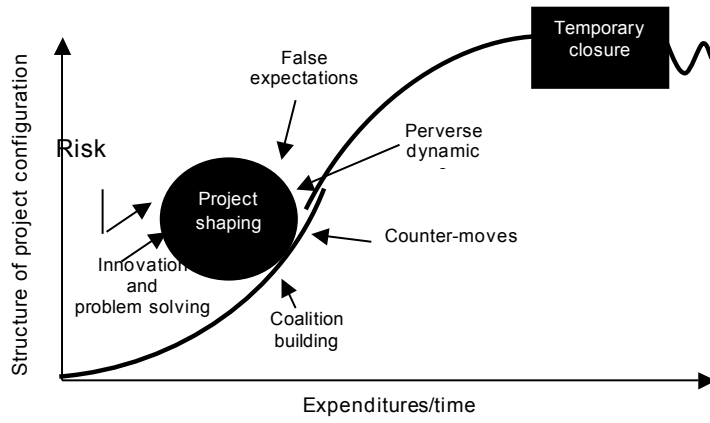 Temporary
closure
False
expectations
Perverse
dynamic
Risk
Project
shaping
Counter-moves
Innovation
and
problem solving
Coalition
building
Structure of project configuration
Expenditures/time